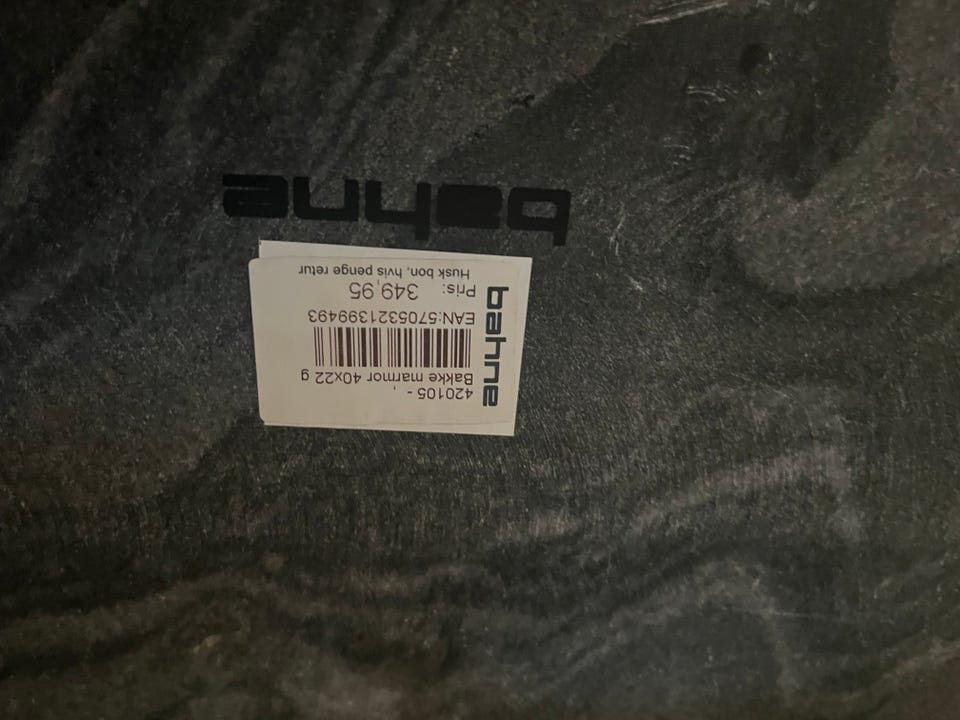 bahne
420105 - ,
Bakke marmor 40x22 g
EAN:5705321399493
Pris: 349,95
Husk bon, hvis penge retur
bahne